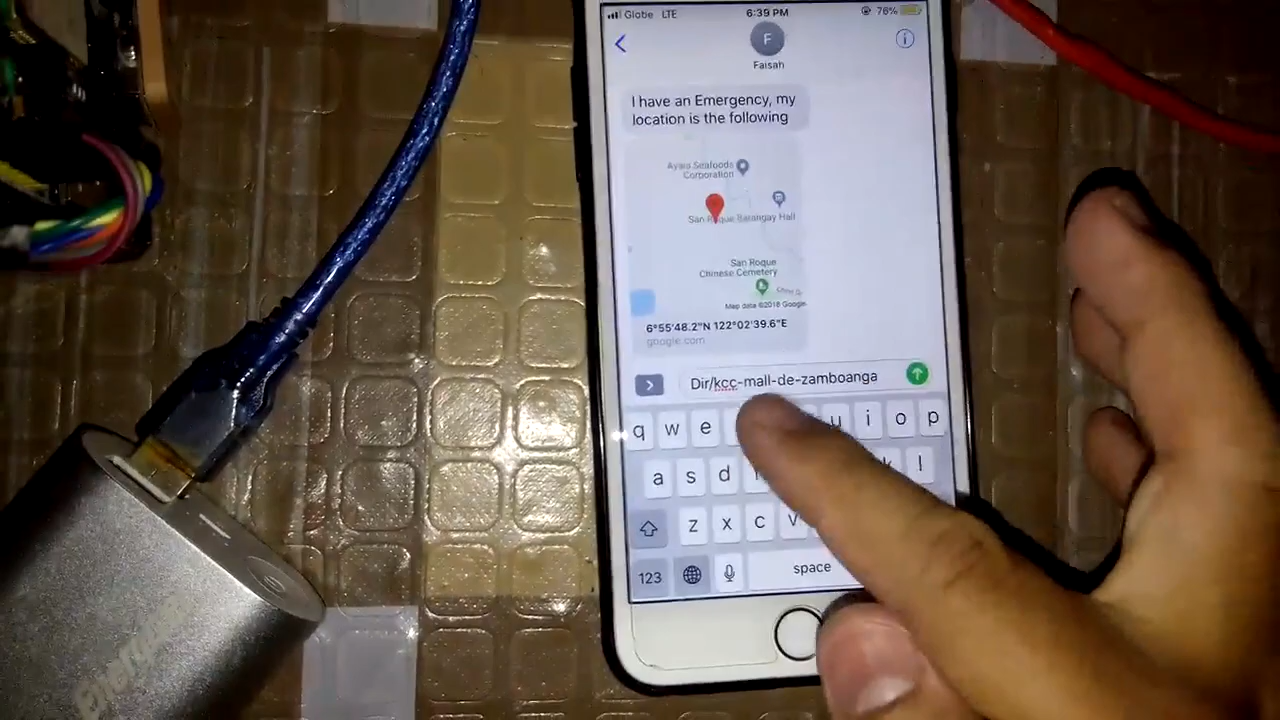 Globe LTE 6:39 PM 76%
F
Faisah
I have an Emergency, my
location is the following
Ayala Seafoods
Corporation
San Roque Barangay Hall
San Roque
Chinese Cemetery
Map data ©2018 Google
6°55'48.2"N 122°02'39.6"E
google.com
Dir/kcc-mall-de-zamboanga
q w e u i o p
a s d k l
z x c v
123 space
Energizer